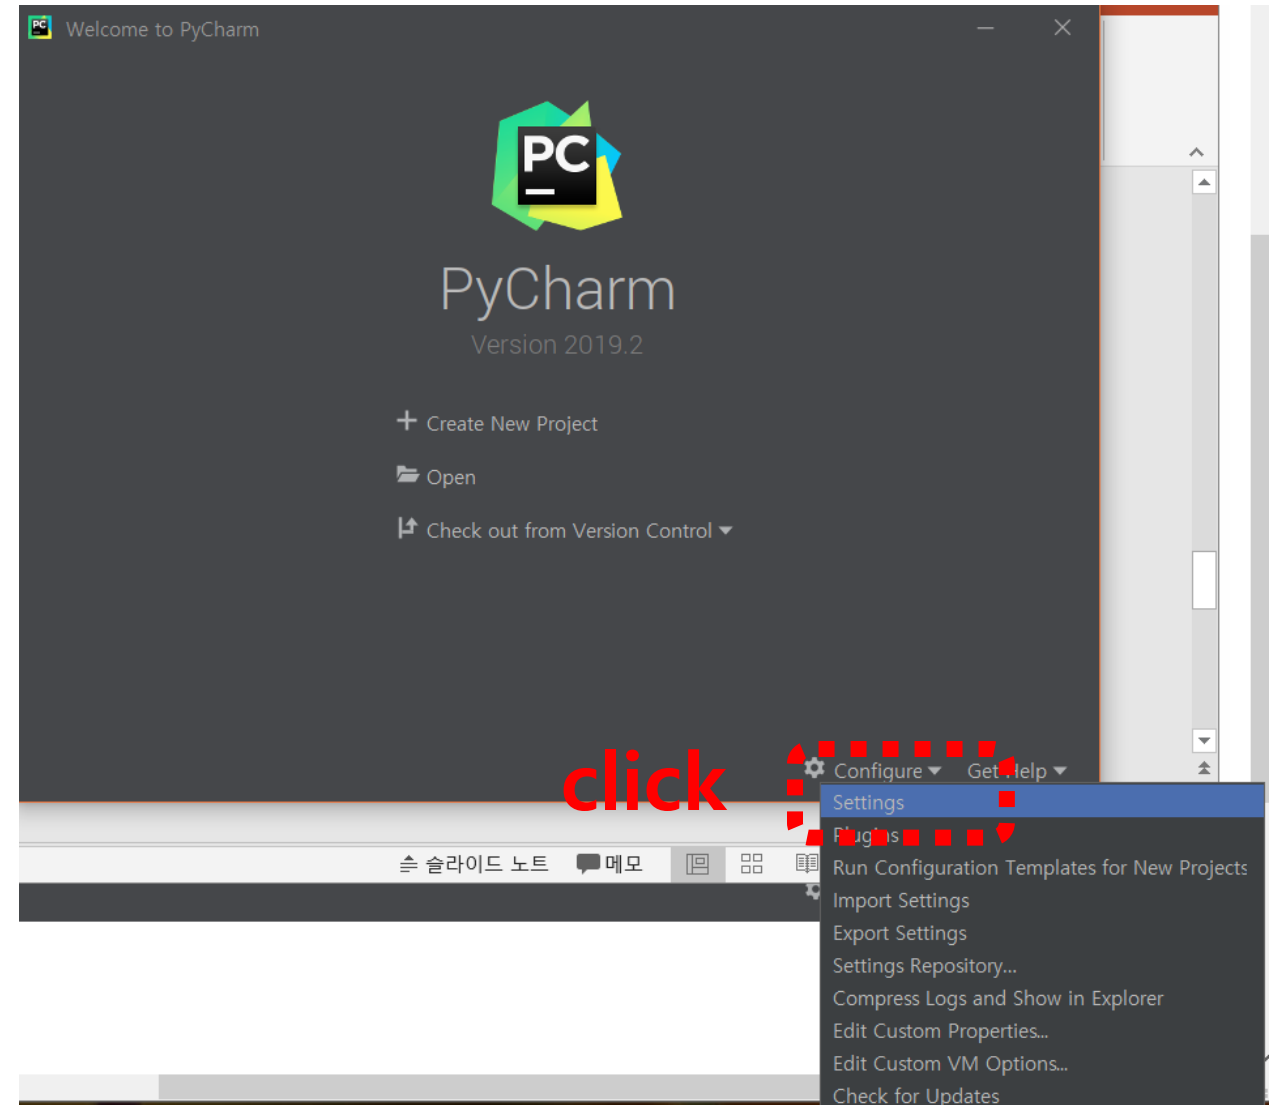 PC
Welcome to PyCharm
PC
PyCharm
Version 2019.2
Create New Project
Open
Check out from Version Control
click
Configure
Get Help
Settings
Plugins
슬라이드 노트
메모
Run Configuration Templates for New Projects
Import Settings
Export Settings
Settings Repository...
Compress Logs and Show in Explorer
Edit Custom Properties...
Edit Custom VM Options...
Check for Updates